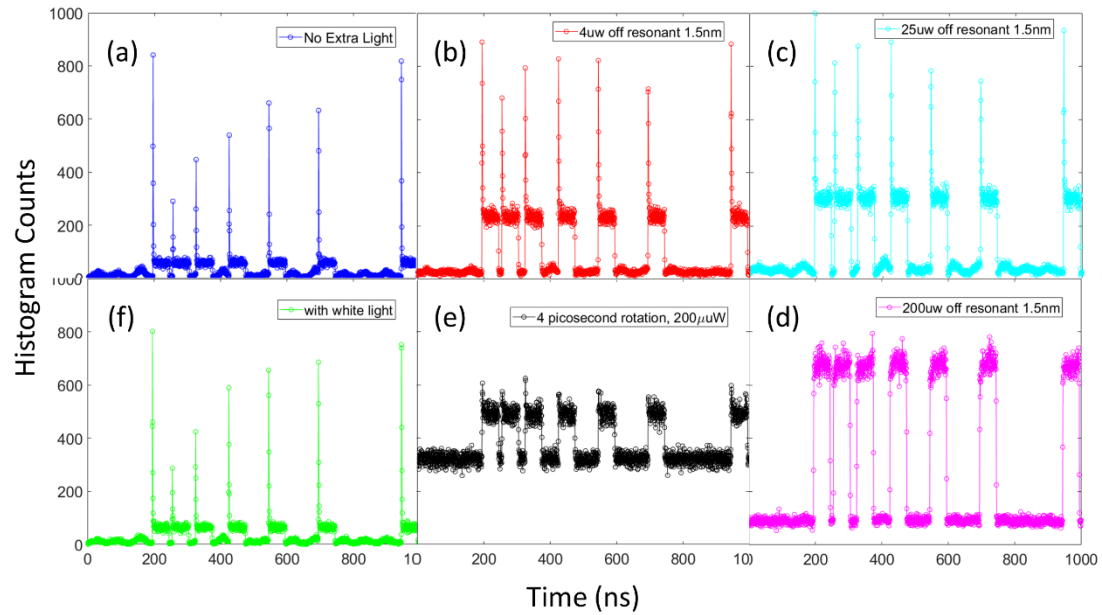 1000
800
600
400
200
1000
800
600
400
200
0
(a)
No Extra Light
(b)
4uw off resonant 1.5nm
(c)
25uw off resonant 1.5nm
(f)
with white light
(e)
4 picosecond rotation, 200μuW
(d)
200uw off resonant 1.5nm
0 200 400 600 800 10
200 400 600 800 10
0 200 400 600 800 1000
Histogram Counts
Time (ns)